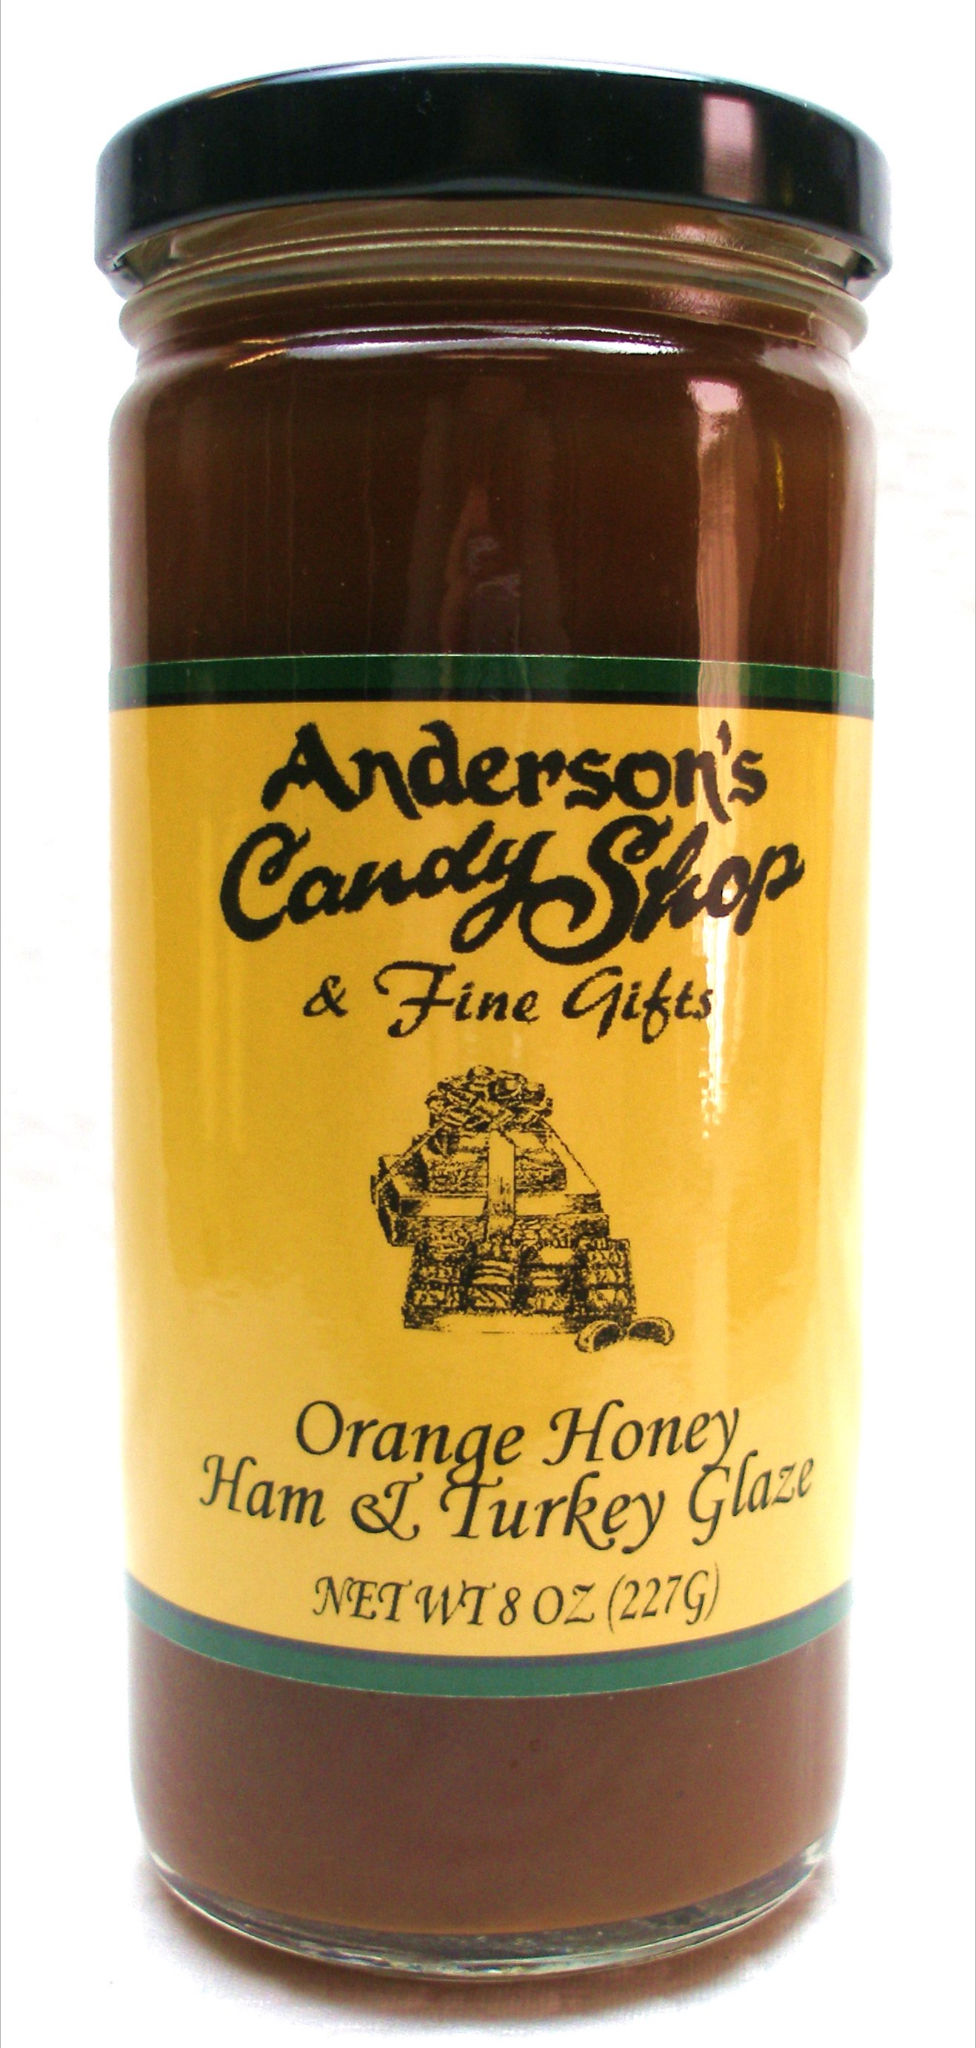 Anderson's
Candy Shop
& Fine Gifts
Orange Honey
Ham & Turkey Glaze
NET WT 8 OZ (227G)